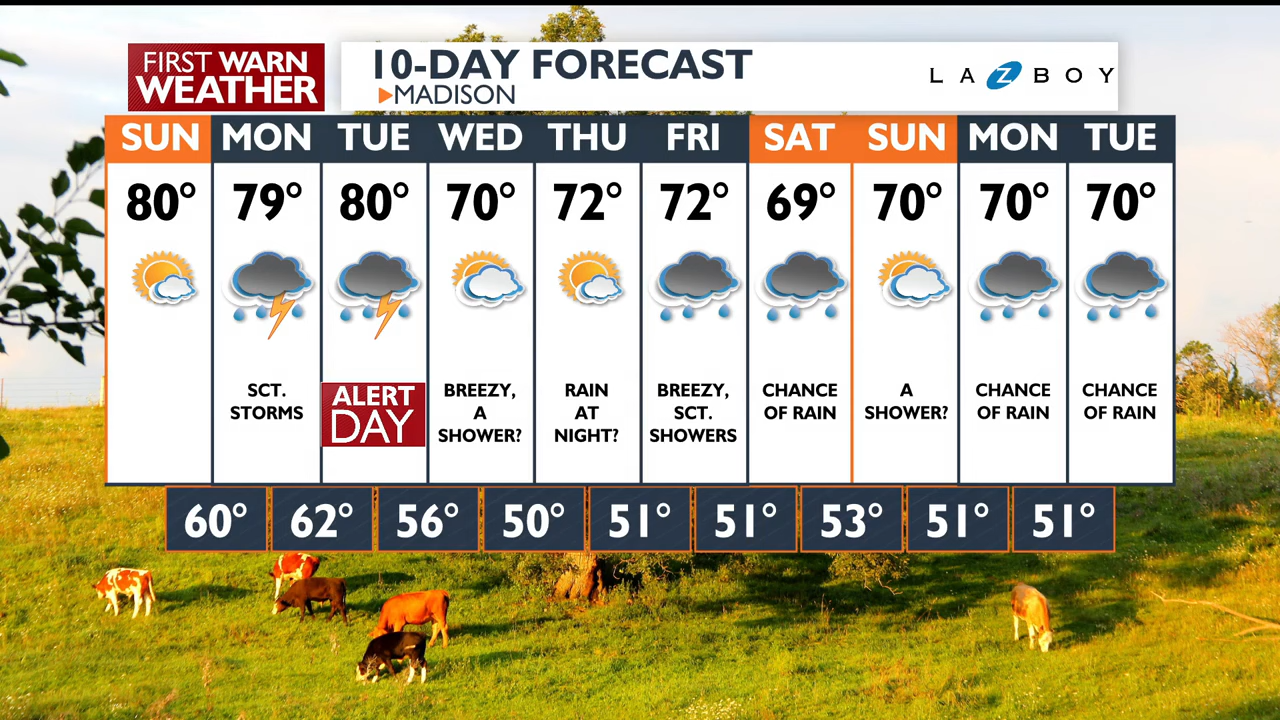 FIRST WARN
WEATHER
10-DAY FORECAST
MADISON
LA Z BOY
SUN MON TUE WED THU FRI SAT SUN MON TUE
80° 79° 80° 70° 72° 72° 69° 70° 70° 70°
SCT.
STORMS
ALERT
DAY
BREEZY,
A
SHOWER?
RAIN
AT
NIGHT?
BREEZY,
SCT.
SHOWERS
CHANCE
OF RAIN
A
SHOWER?
CHANCE
OF RAIN
CHANCE
OF RAIN
60° 62° 56° 50° 51° 51° 53° 51° 51°